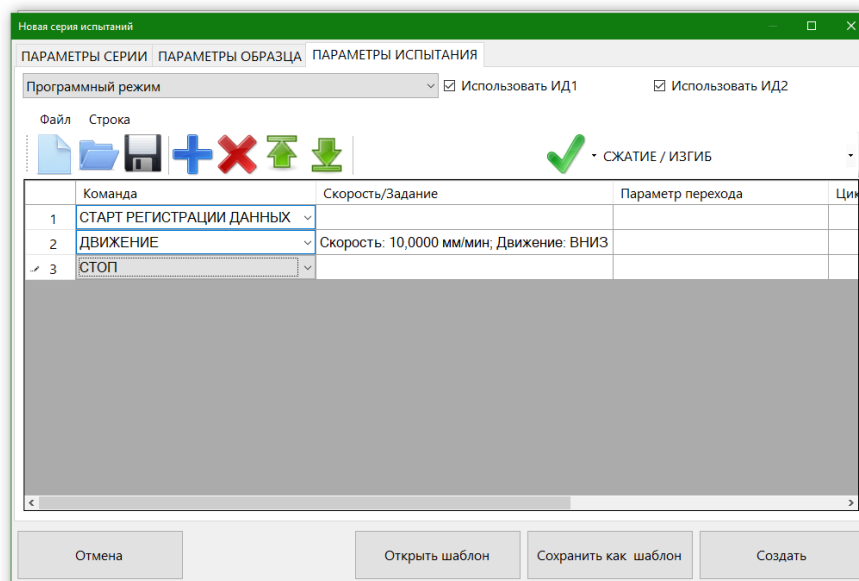 Новая серия испытаний
ПАРАМЕТРЫ СЕРИИ ПАРАМЕТРЫ ОБРАЗЦА ПАРАМЕТРЫ ИСПЫТАНИЯ
Программный режим Использовать ИД1 Использовать ИД2
Файл Строка
СЖАТИЕ / ИЗГИБ
Команда Скорость/Задание Параметр перехода Цик
1 СТАРТ РЕГИСТРАЦИИ ДАННЫХ
2 ДВИЖЕНИЕ Скорость: 10,0000 мм/мин; Движение: ВНИЗ
3 СТОП
Отмена Открыть шаблон Сохранить как шаблон Создать